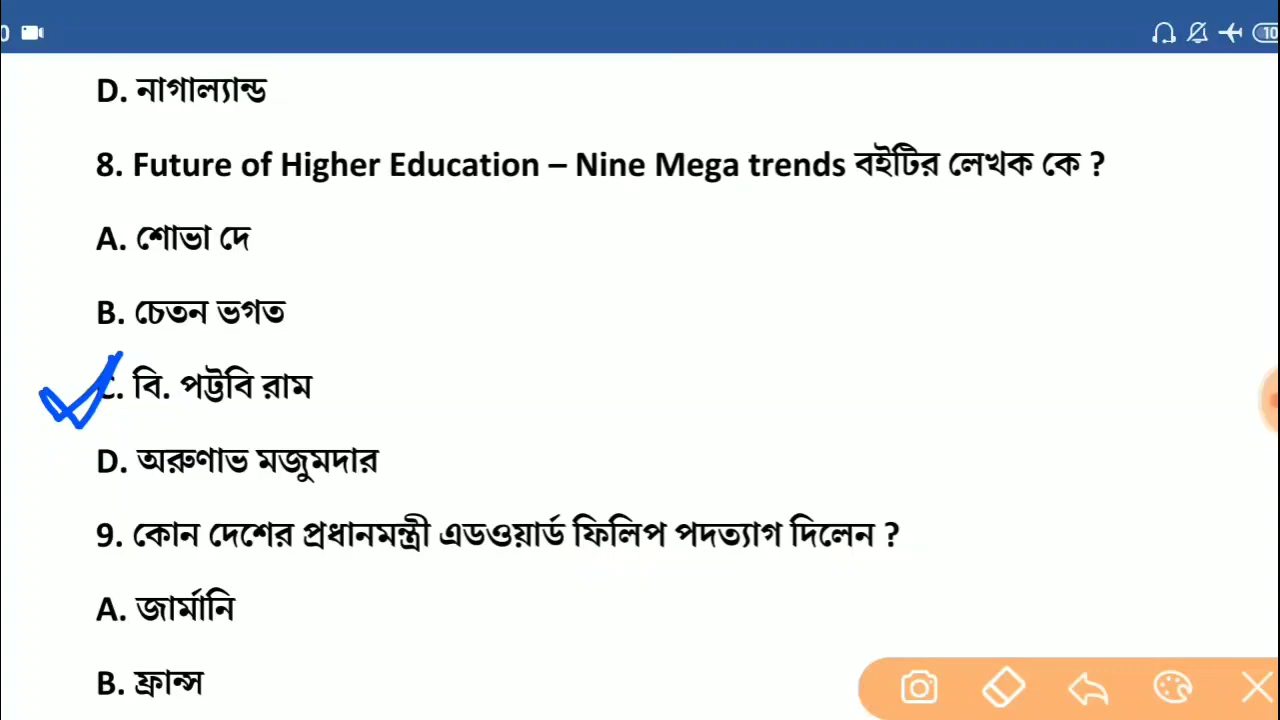 D. নাগাল্যান্ড
8. Future of Higher Education – Nine Mega trends বইটির লেখক কে ?
A. শোভা দে
B. চেতন ভগত
C. বি. পট্টবি রাম
D. অরুণাভ মজুমদার
9. কোন দেশের প্রধানমন্ত্রী এডওয়ার্ড ফিলিপ পদত্যাগ দিলেন ?
A. জার্মানি
B. ফ্রান্স